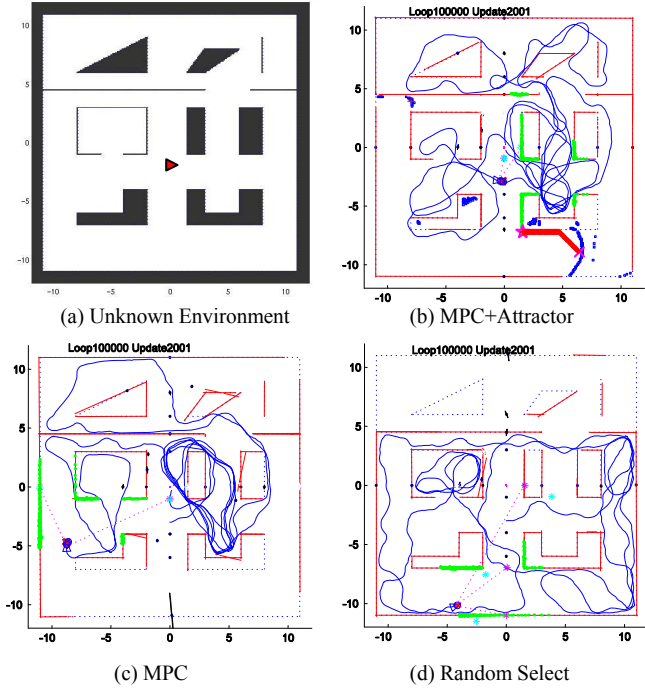 Loop100000 Update2001
10
5
0
-5
-10
-10 -5 0 5 10
10
5
0
-5
-10
-10 -5 0 5 10
(a) Unknown Environment
(b) MPC+Attractor
Loop100000 Update2001
10
5
0
-5
-10
-10 -5 0 5 10
Loop100000 Update2001
10
5
0
-5
-10
-10 -5 0 5 10
(c) MPC
(d) Random Select